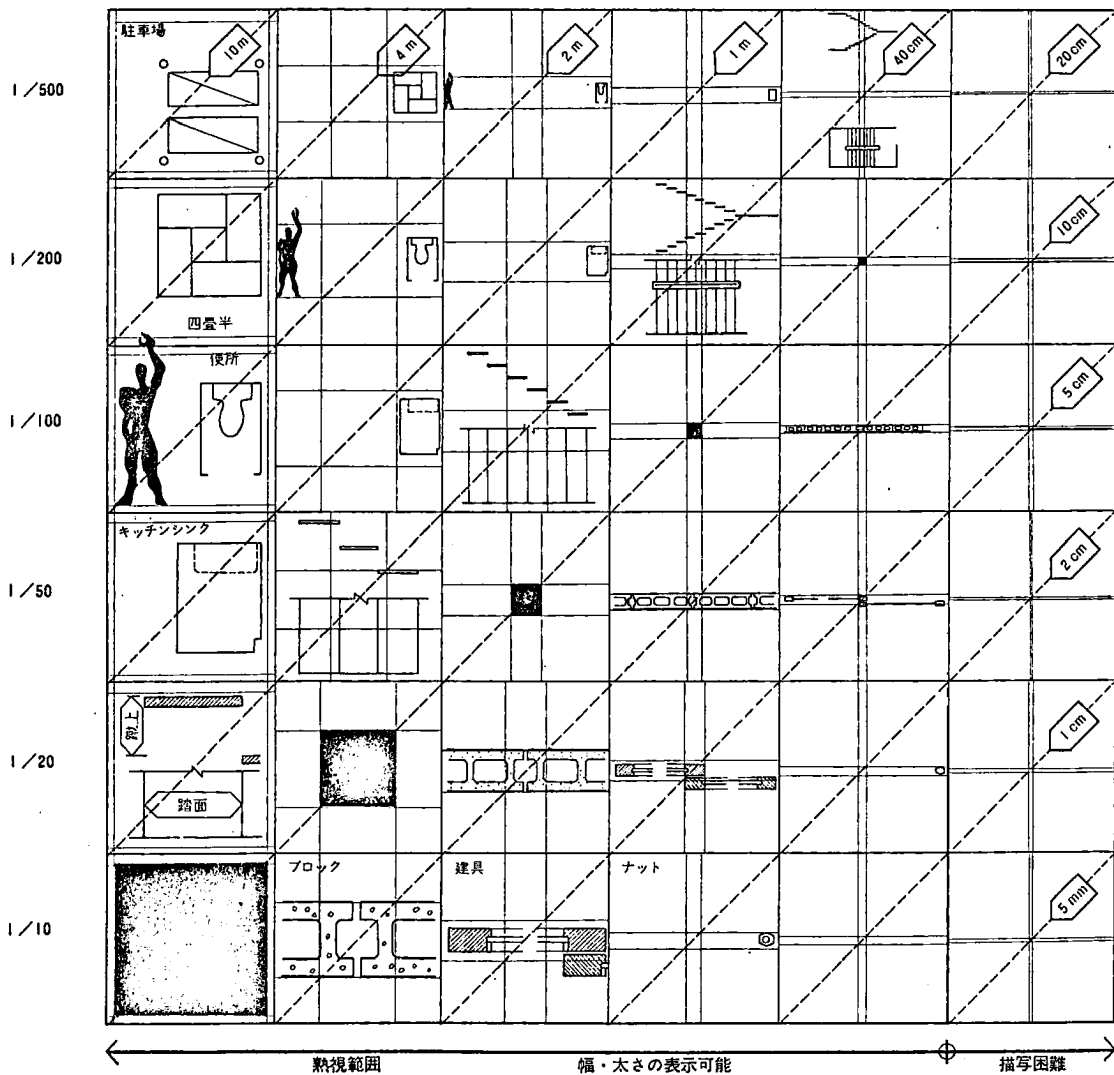 駐車場
10m
4m
2m
1m
40cm
20cm
1/500
10cm
1/200
四畳半
便所
5cm
1/100
キッチンシンク
2cm
1/50
蹴上
1cm
1/20
踏面
ブロック
建具
ナット
5mm
1/10
熟視範囲
幅・太さの表示可能
描写困難